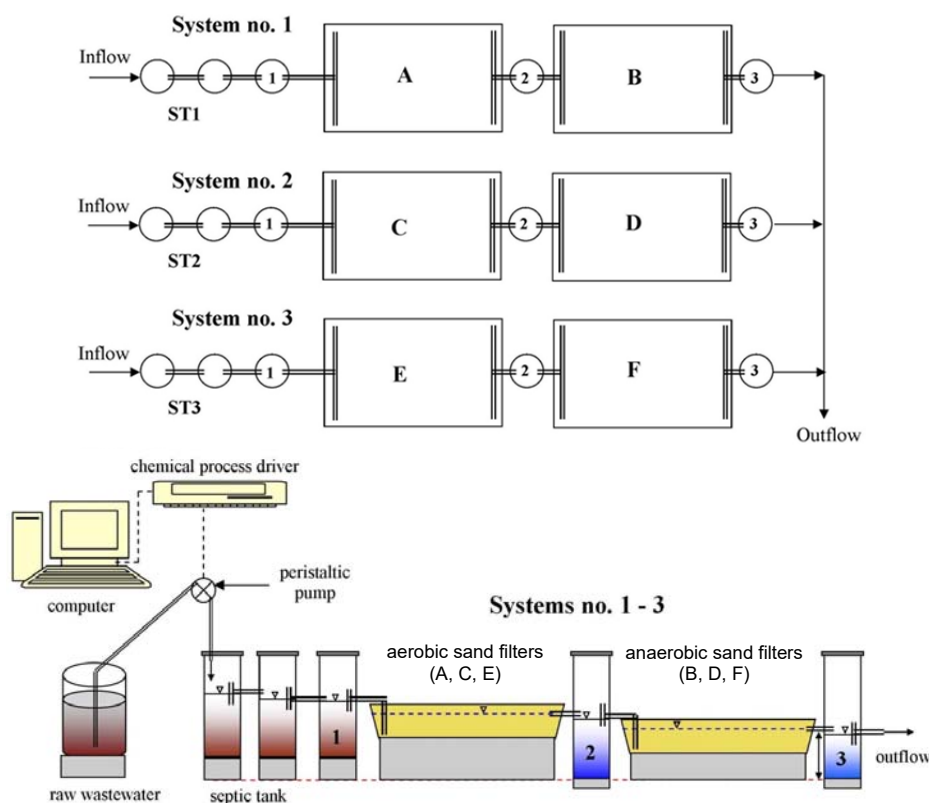 System no. 1
Inflow
1
A
2
B
3
ST1
System no. 2
Inflow
1
C
2
D
3
ST2
System no. 3
Inflow
1
E
2
F
3
ST3
Outflow
chemical process driver
computer
peristaltic
pump
Systems no. 1 - 3
aerobic sand filters
(A, C, E)
anaerobic sand filters
(B, D, F)
1
2
3
outflow
raw wastewater
septic tank